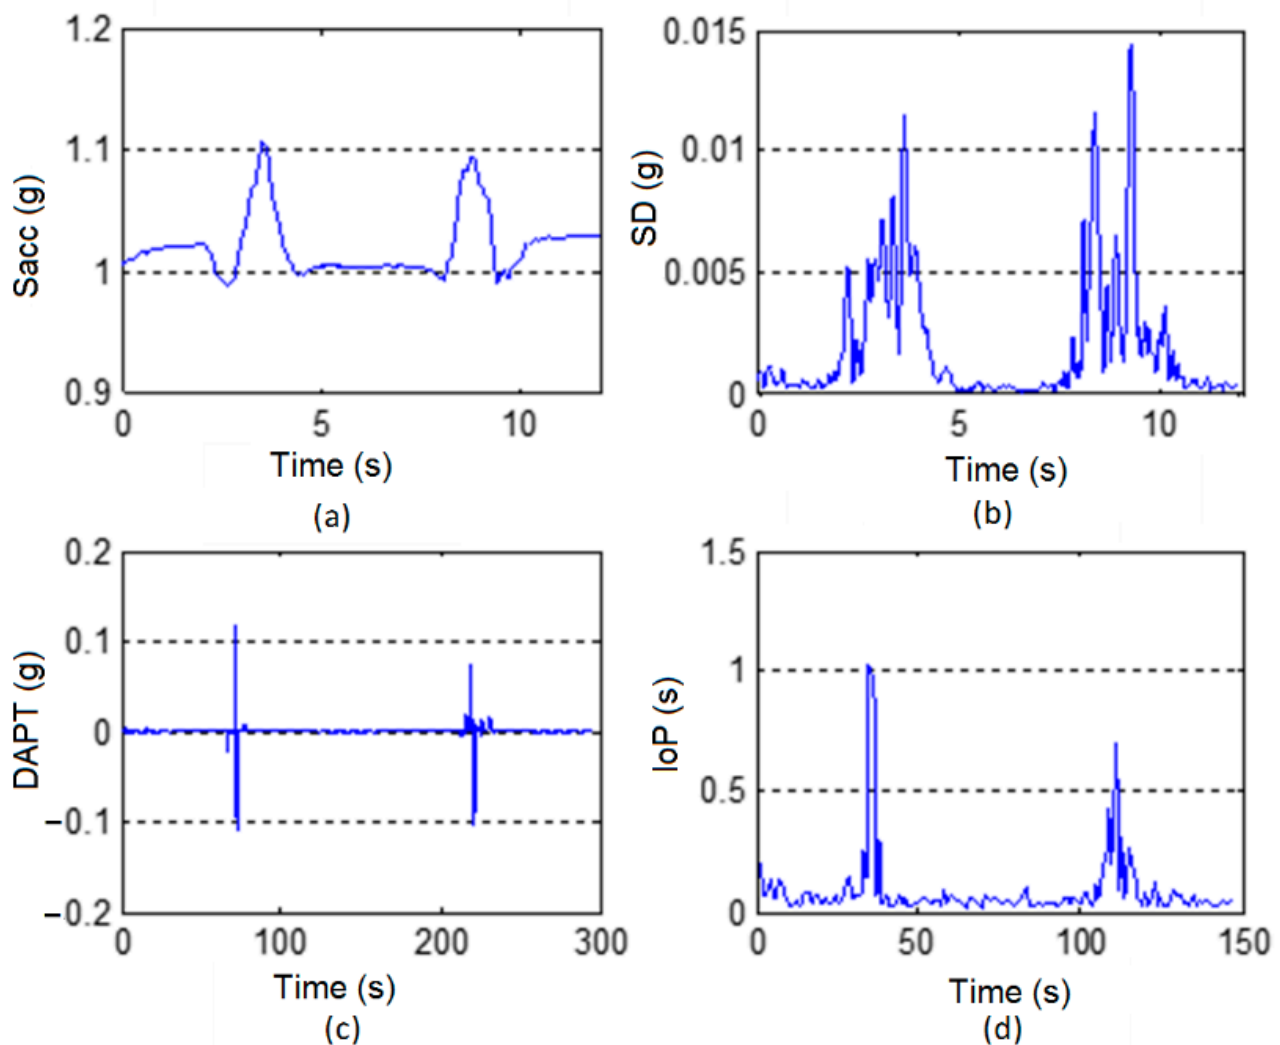 1.2
1.1
1
0.9
Sacc (g)
0 5 10
Time (s)
(a)
0.015
0.01
0.005
0
SD (g)
0 5 10
Time (s)
(b)
0.2
0.1
0
−0.1
−0.2
DAPT (g)
0 100 200 300
Time (s)
(c)
1.5
1
0.5
0
IoP (s)
0 50 100 150
Time (s)
(d)